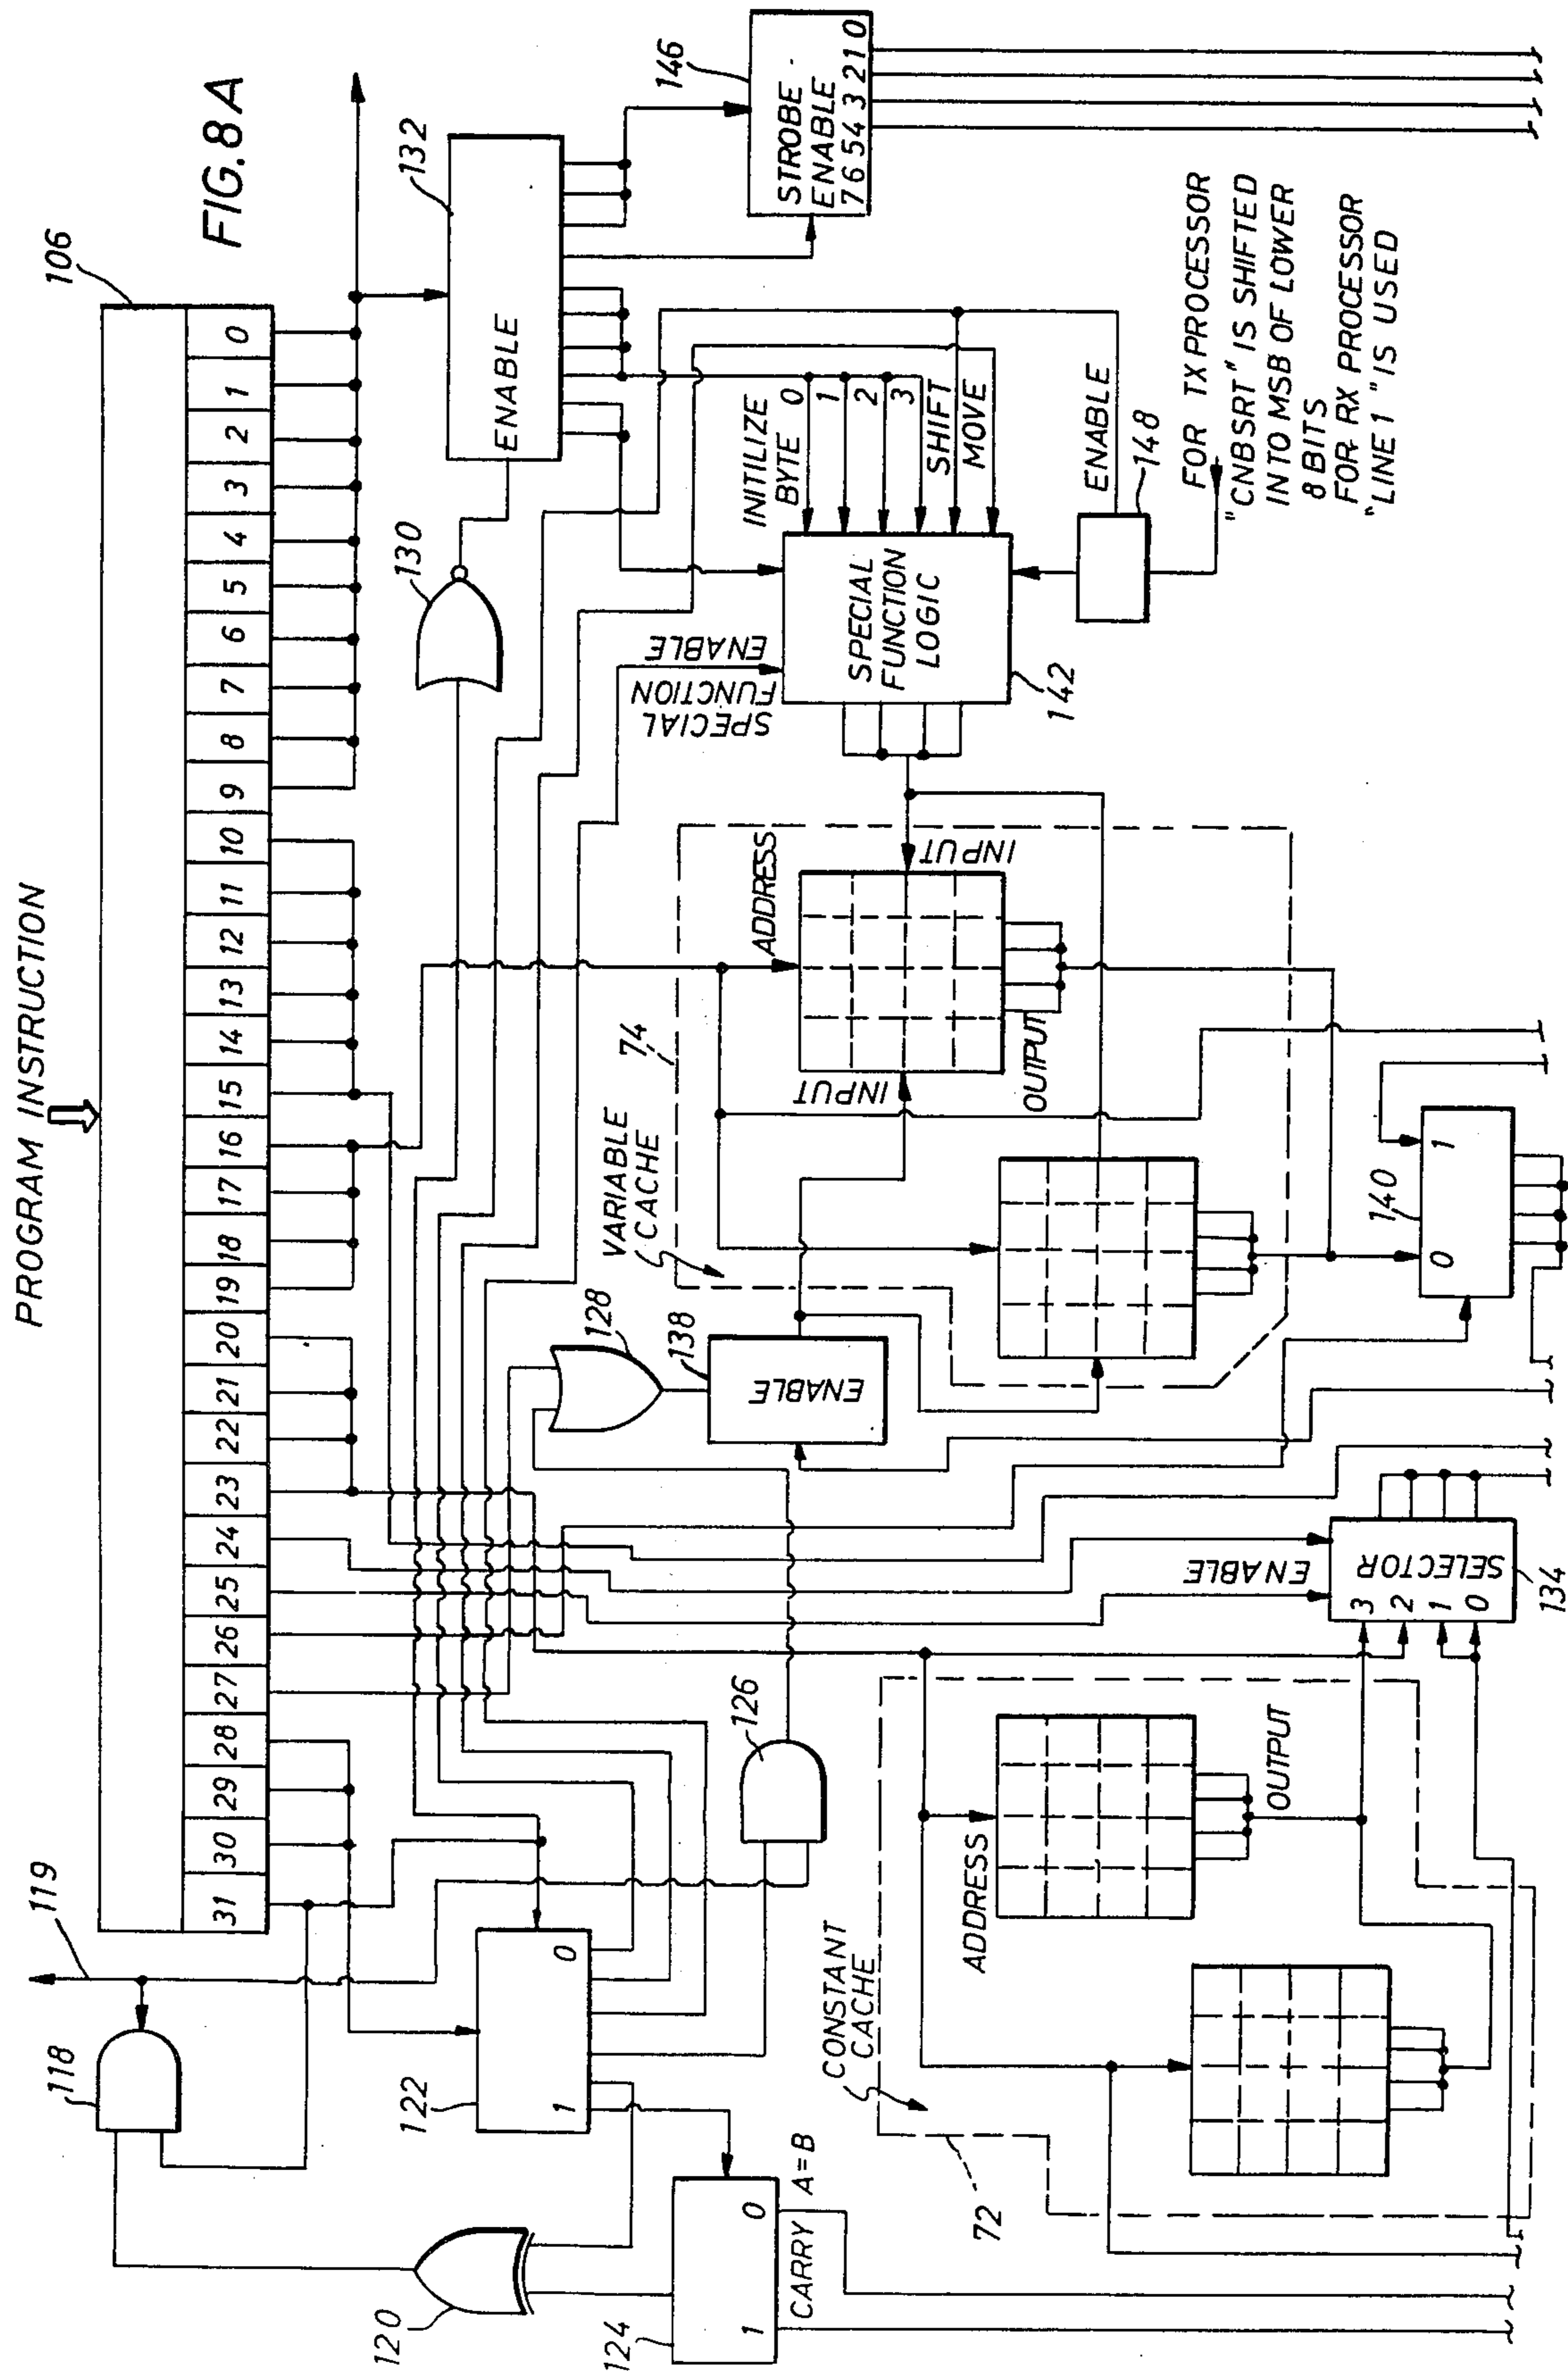 FIG. 8A
PROGRAM INSTRUCTION
106
31 30 29 28 27 26 25 24 23 22 21 20 19 18 17 16 15 14 13 12 11 10 9 8 7 6 5 4 3 2 1 0
119
118
120
122
0
1
124
0
1
A=B
CARRY
126
128
130
132
ENABLE
138
ENABLE
VARIABLE
CACHE
74
ADDRESS
INPUT
INPUT
OUTPUT
SPECIAL
FUNCTION
ENABLE
INITILIZE
BYTE 0
1
2
3
SHIFT
MOVE
SPECIAL
FUNCTION
LOGIC
142
146
STROBE
ENABLE
7 6 5 4 3 2 1 0
ENABLE
148
FOR TX PROCESSOR
"CNBSRT" IS SHIFTED
INTO MSB OF LOWER
8 BITS
FOR RX PROCESSOR
"LINE 1" IS USED
CONSTANT
CACHE
72
ADDRESS
OUTPUT
ENABLE
3
2
1
0
SELECTOR
134
140
0
1